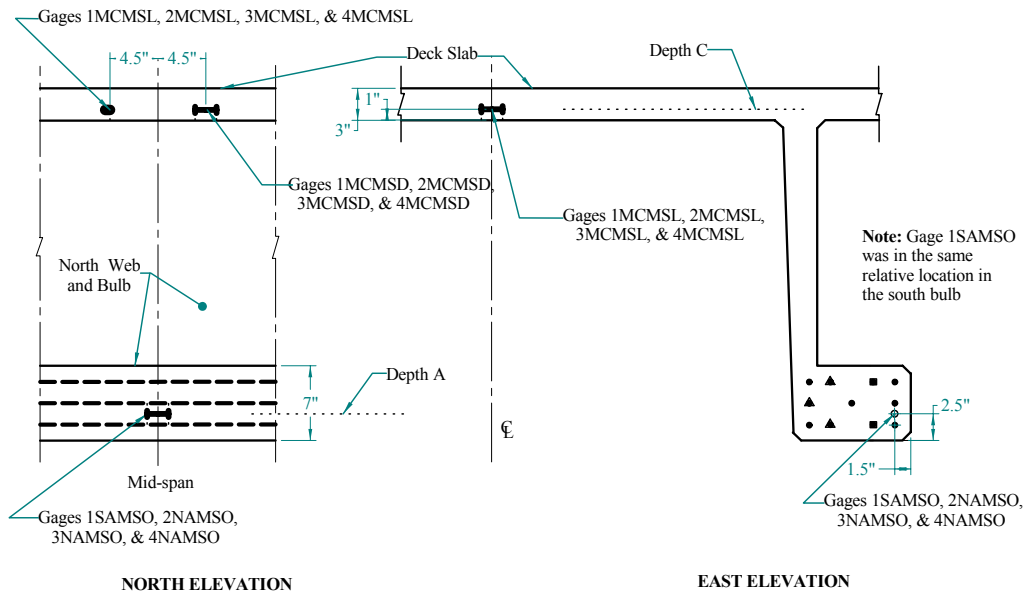 Gages 1MCMSL, 2MCMSL, 3MCMSL, & 4MCMSL
4.5" 4.5"
Deck Slab
Depth C
1"
3"
Gages 1MCMSD, 2MCMSD,
3MCMSD, & 4MCMSD
Gages 1MCMSL, 2MCMSL,
3MCMSL, & 4MCMSL
Note: Gage 1SAMSO
was in the same
relative location in
the south bulb
North Web
and Bulb
Depth A
7"
2.5"
℄
1.5"
Mid-span
Gages 1SAMSO, 2NAMSO,
3NAMSO, & 4NAMSO
Gages 1SAMSO, 2NAMSO,
3NAMSO, & 4NAMSO
NORTH ELEVATION
EAST ELEVATION